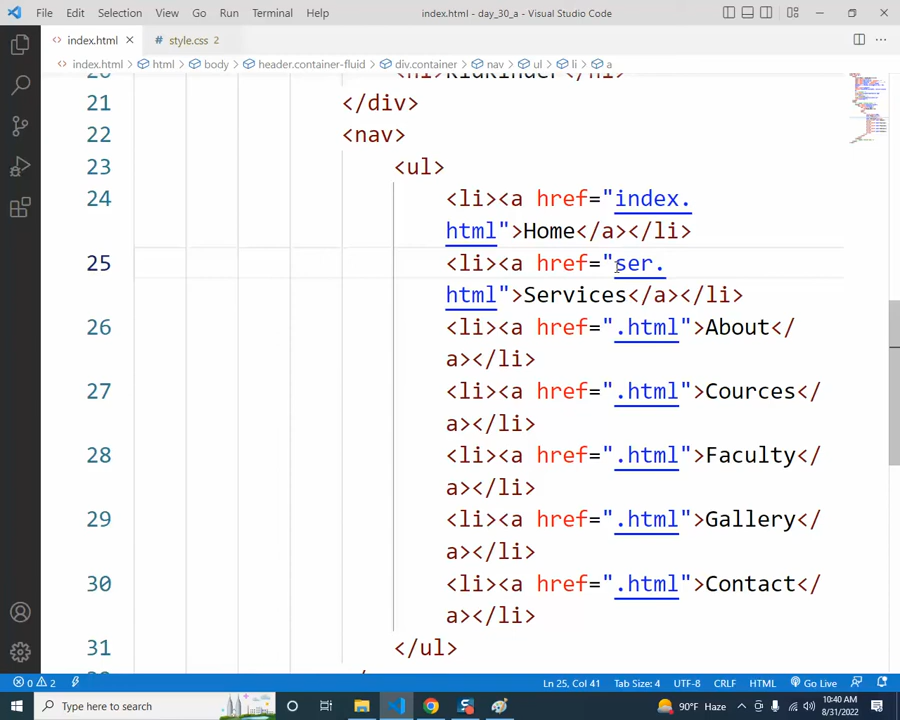 File Edit Selection View Go Run Terminal Help index.html - day_30_a - Visual Studio Code
index.html style.css 2
index.html html body header.container-fluid div.container nav ul li a
20 <h1>KidKinder</h1>
21 </div>
22 <nav>
23 <ul>
24 <li><a href="index.
html">Home</a></li>
25 <li><a href="ser.
html">Services</a></li>
26 <li><a href=".html">About</
a></li>
27 <li><a href=".html">Cources</
a></li>
28 <li><a href=".html">Faculty</
a></li>
29 <li><a href=".html">Gallery</
a></li>
30 <li><a href=".html">Contact</
a></li>
31 </ul>
0 2 Ln 25, Col 41 Tab Size: 4 UTF-8 CRLF HTML Go Live
Type here to search 90°F Haze 10:40 AM
8/31/2022